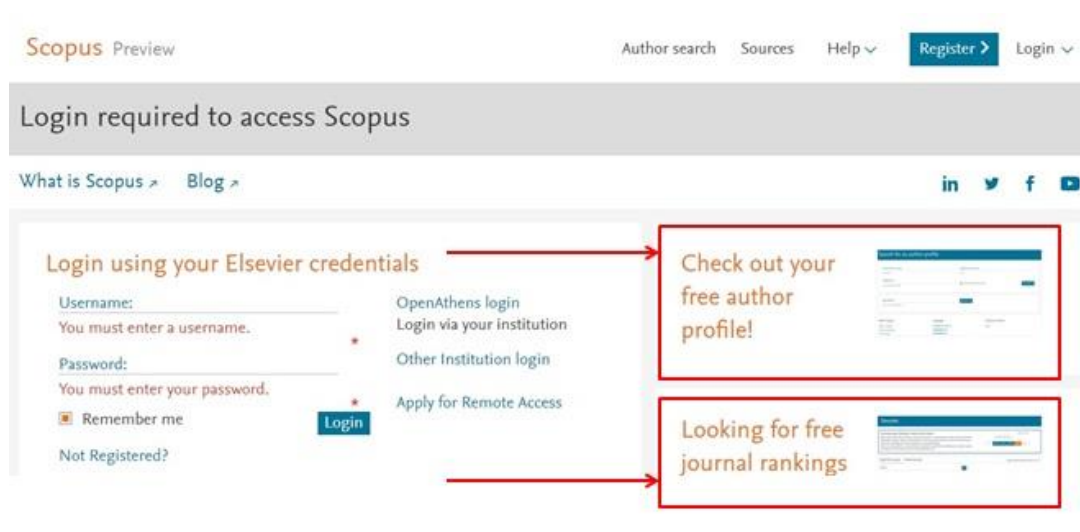 Scopus Preview
Author search Sources Help Register Login
Login required to access Scopus
What is Scopus Blog
Login using your Elsevier credentials
Username:
You must enter a username.
*
Password:
You must enter your password.
*
Remember me
Login
Not Registered?
OpenAthens login
Login via your institution
Other Institution login
Apply for Remote Access
Check out your
free author
profile!
Looking for free
journal rankings